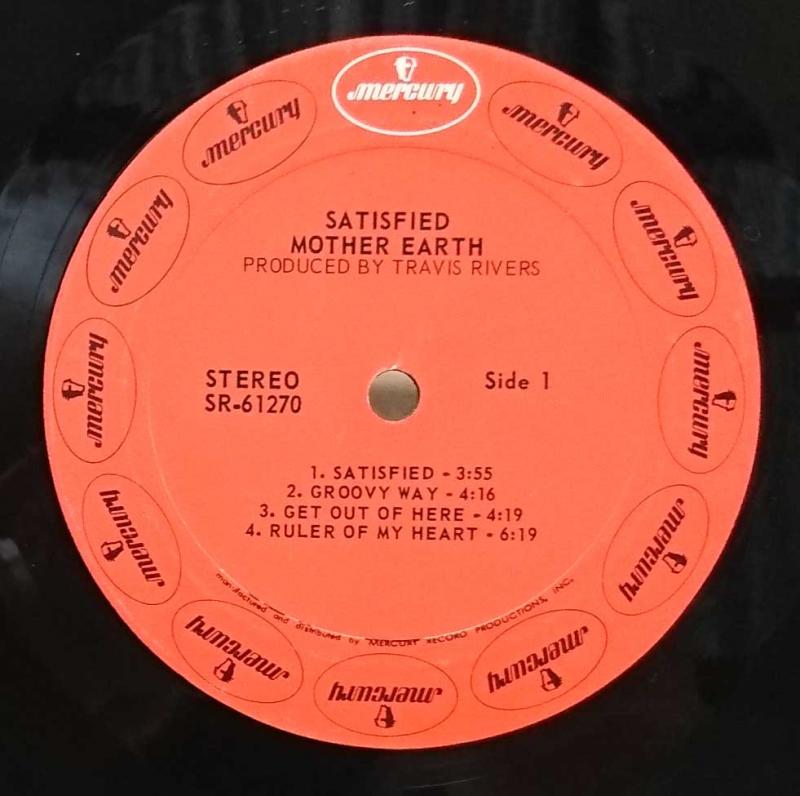 mercury
mercury
mercury
mercury
mercury
mercury
mercury
mercury
mercury
mercury
mercury
mercury
SATISFIED
MOTHER EARTH
PRODUCED BY TRAVIS RIVERS
STEREO
SR-61270
Side 1
1. SATISFIED - 3:55
2. GROOVY WAY - 4:16
3. GET OUT OF HERE - 4:19
4. RULER OF MY HEART - 6:19
manufactured and distributed by MERCURY RECORD PRODUCTIONS, INC.